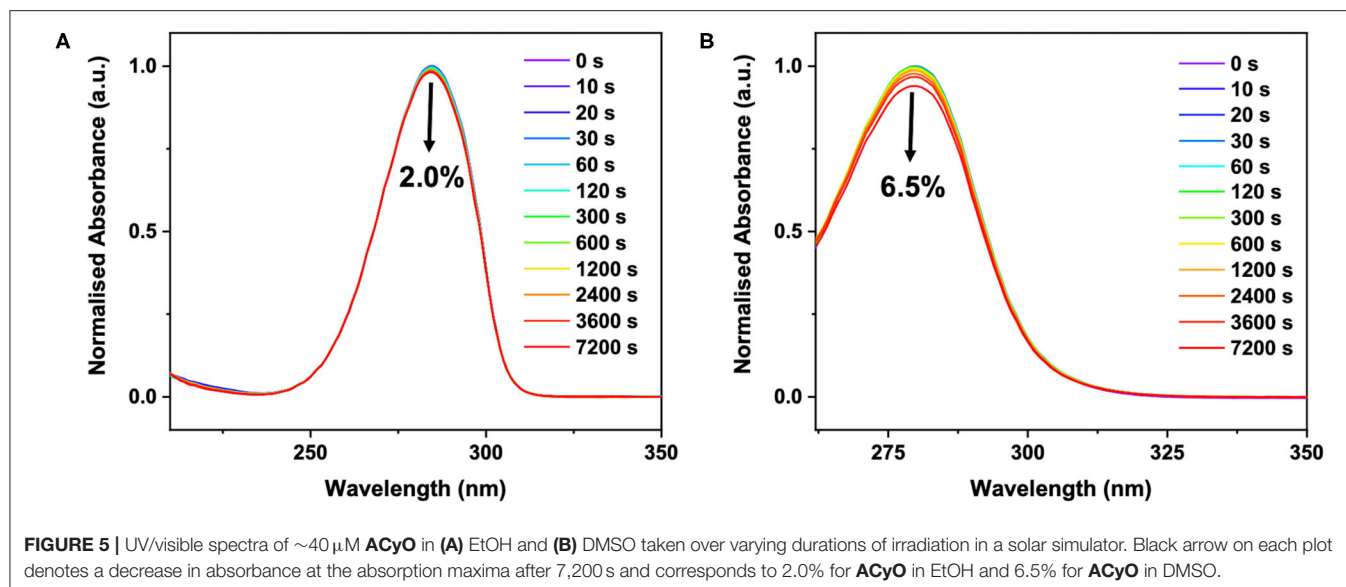 A
Normalised Absorbance (a.u.)
1.0
0.5
0.0
250
300
350
Wavelength (nm)
2.0%
0 s
10 s
20 s
30 s
60 s
120 s
300 s
600 s
1200 s
2400 s
3600 s
7200 s
B
Normalised Absorbance (a.u.)
1.0
0.5
0.0
275
300
325
350
Wavelength (nm)
6.5%
0 s
10 s
20 s
30 s
60 s
120 s
300 s
600 s
1200 s
2400 s
3600 s
7200 s
FIGURE 5 | UV/visible spectra of ∼40 μM ACyO in (A) EtOH and (B) DMSO taken over varying durations of irradiation in a solar simulator. Black arrow on each plot
denotes a decrease in absorbance at the absorption maxima after 7,200 s and corresponds to 2.0% for ACyO in EtOH and 6.5% for ACyO in DMSO.